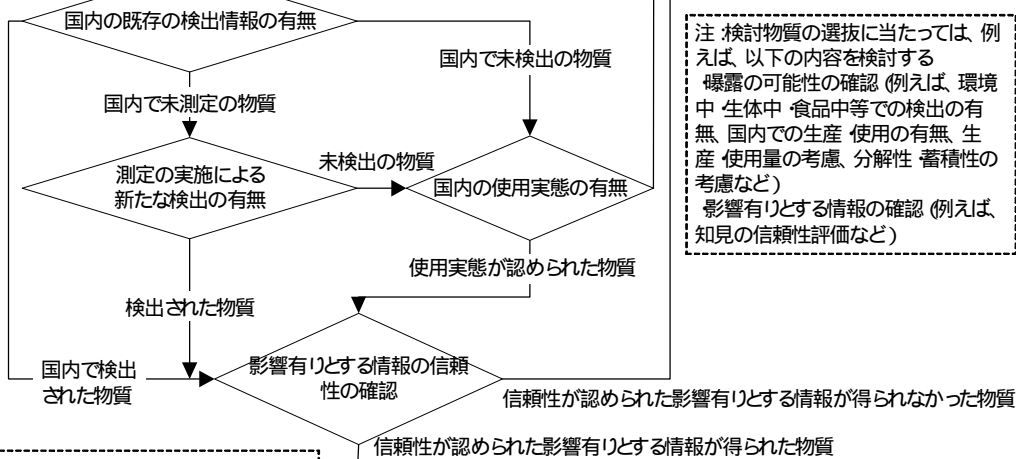 国内の既存の検出情報の有無
国内で未検出の物質
国内で未測定の物質
測定の実施による
新たな検出の有無
未検出の物質
国内の使用実態の有無
使用実態が認められた物質
検出された物質
国内で検出
された物質
影響有りとする情報の信頼
性の確認
信頼性が認められた影響有りとする情報が得られなかった物質
信頼性が認められた影響有りとする情報が得られた物質
注:検討物質の選抜に当たっては、例
えば、以下の内容を検討する
・曝露の可能性の確認(例えば、環境
中・生体中・食品中等での検出の有
無、国内での生産・使用の有無、生
産・使用量の考慮、分解性・蓄積性の
考慮など)
・影響有りとする情報の確認(例えば、
知見の信頼性評価など)